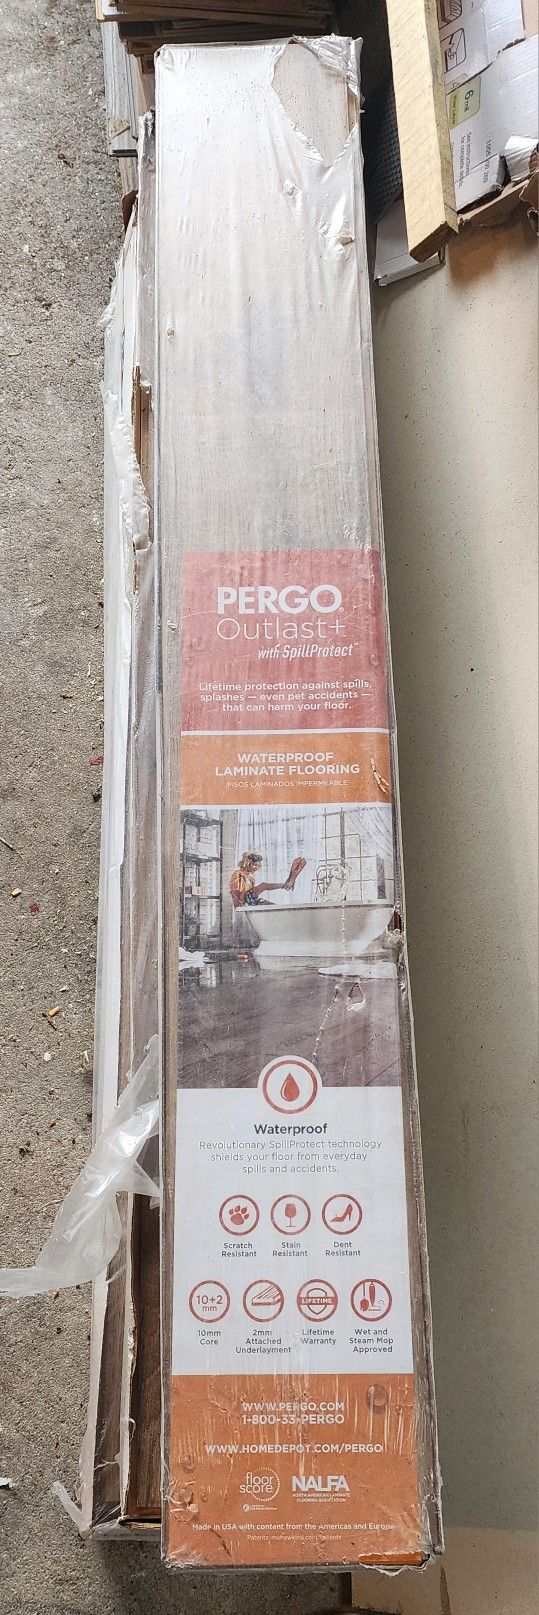 6 mil
PERGO®
Outlast+
with SpillProtect™
Lifetime protection against spills,
splashes — even pet accidents —
that can harm your floor.
WATERPROOF
LAMINATE FLOORING
PISOS LAMINADOS IMPERMEABLE
Waterproof
Revolutionary SpillProtect technology
shields your floor from everyday
spills and accidents.
Scratch
Resistant
Stain
Resistant
Dent
Resistant
10+2
mm
LIFETIME
10mm
Core
2mm
Attached
Underlayment
Lifetime
Warranty
Wet and
Steam Mop
Approved
WWW.PERGO.COM
1-800-33-PERGO
WWW.HOMEDEPOT.COM/PERGO
floor
score
NALFA
NORTH AMERICAN LAMINATE
FLOORING ASSOCIATION
Made in USA with content from the Americas and Europe